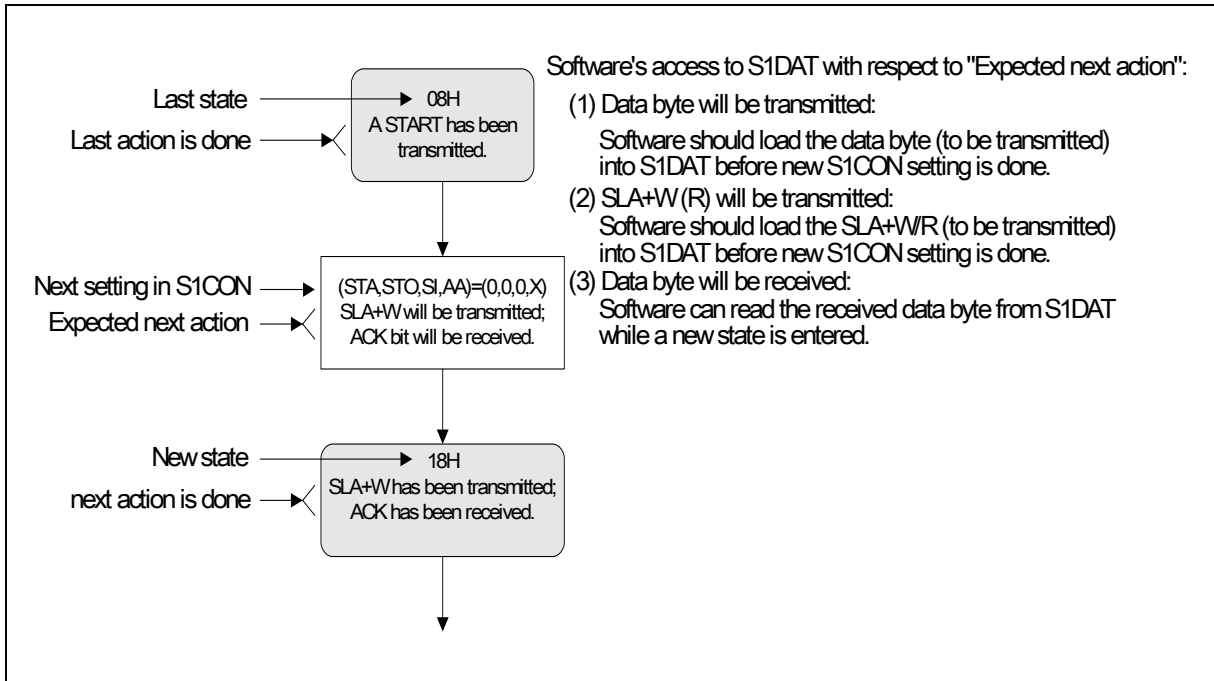 Software's access to S1DAT with respect to "Expected next action":
(1) Data byte will be transmitted:
Software should load the data byte (to be transmitted)
into S1DAT before new S1CON setting is done.
(2) SLA+W (R) will be transmitted:
Software should load the SLA+W/R (to be transmitted)
into S1DAT before new S1CON setting is done.
(3) Data byte will be received:
Software can read the received data byte from S1DAT
while a new state is entered.
Last state
Last action is done
08H
A START has been
transmitted.
Next setting in S1CON
Expected next action
(STA,STO,SI,AA)=(0,0,0,X)
SLA+W will be transmitted;
ACK bit will be received.
New state
next action is done
18H
SLA+W has been transmitted;
ACK has been received.